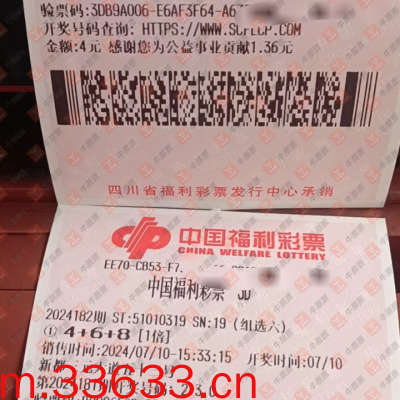 验票码:3DB9A006-E6AF3F64-A6
开奖号码查询: HTTPS://WWW.SCFLCP.COM
金额:4元 感谢您为公益事业贡献1.36元
四川省福利彩票发行中心承销
中国福利彩票
CHINA WELFARE LOTTERY
EE70-CB53-F7
中国福利彩票 3D
2024182期 ST:51010319 SN:19 (组选六)
① 4+6+8 [1倍]
销售时间:2024/07/10-15:33:15 开奖时间:07/10
m.33633.cn